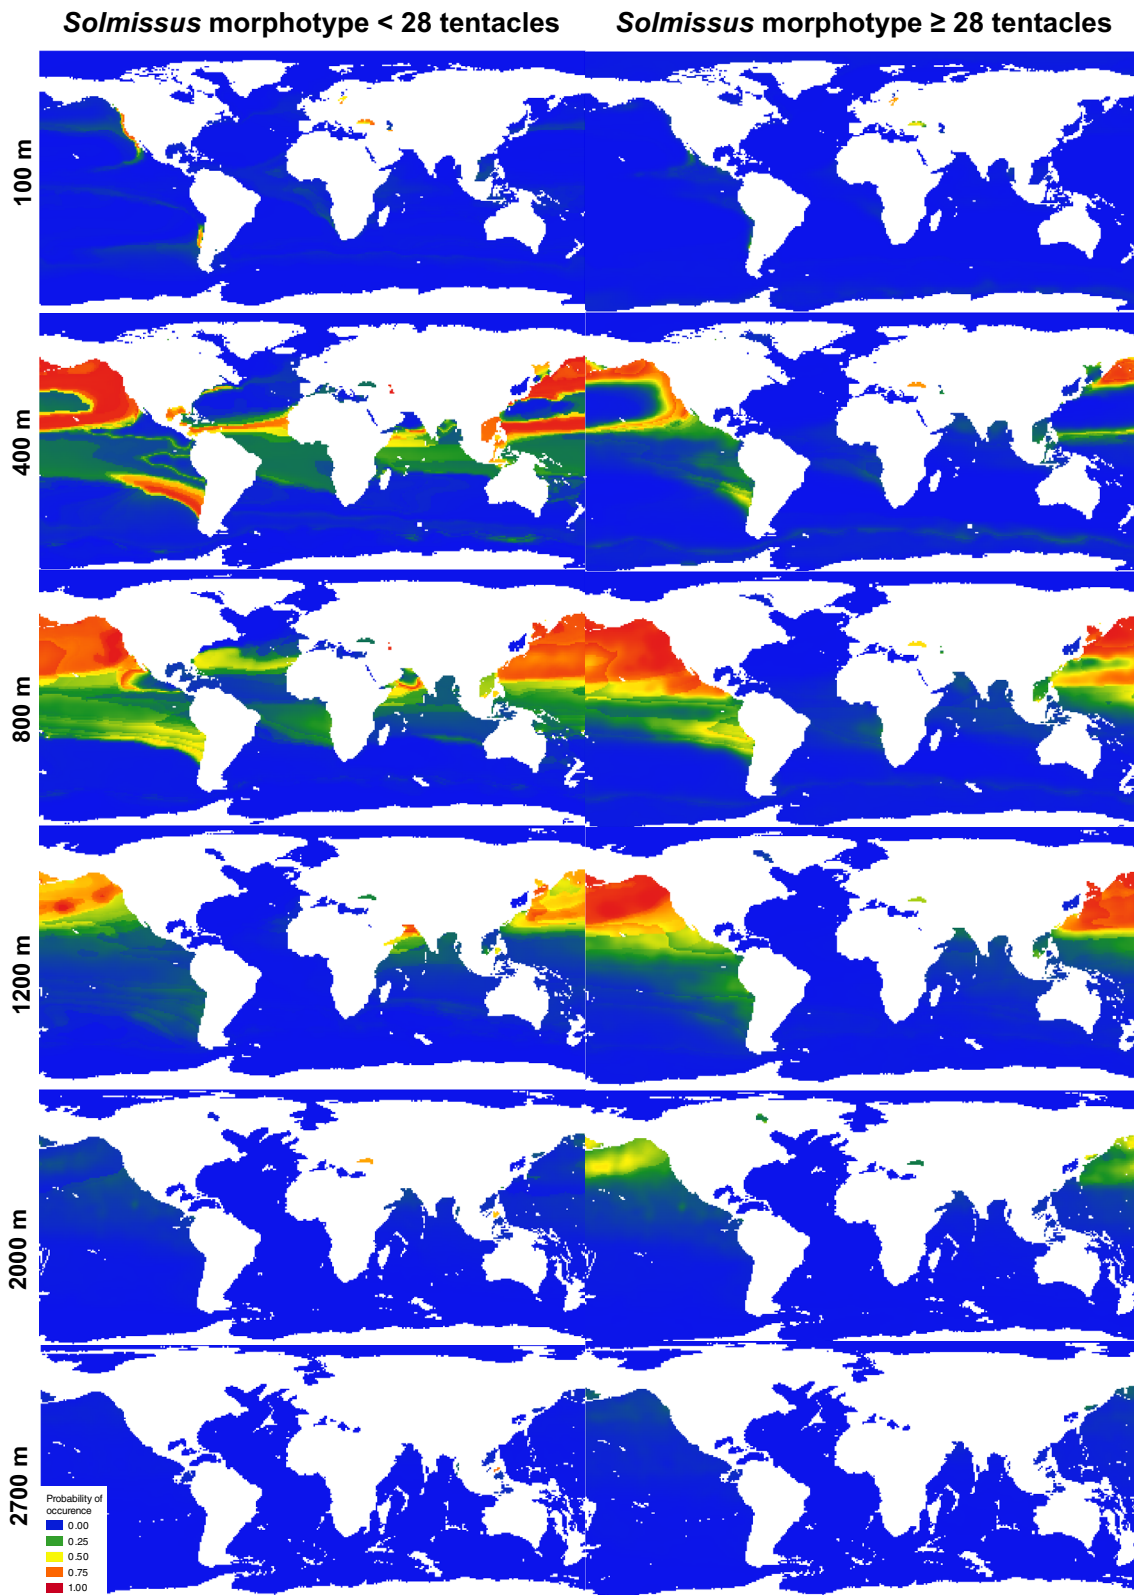 Solmissus morphotype < 28 tentacles
Solmissus morphotype ≥ 28 tentacles
100 m
400 m
800 m
1200 m
2000 m
2700 m
Probability of
occurence
0.00
0.25
0.50
0.75
1.00